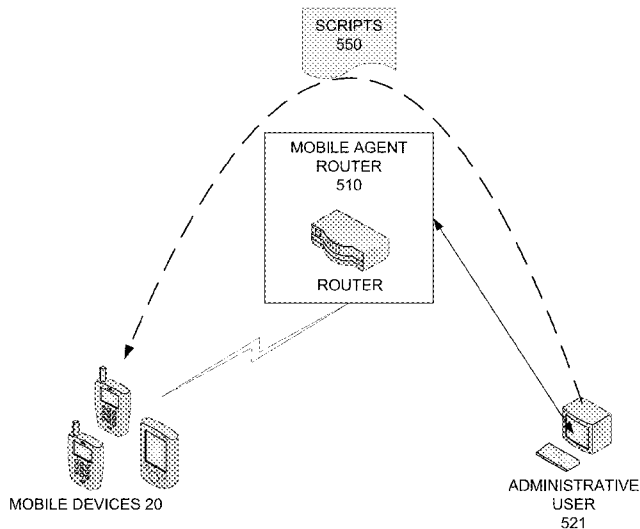 SCRIPTS
550
MOBILE AGENT
ROUTER
510
ROUTER
MOBILE DEVICES 20
ADMINISTRATIVE
USER
521